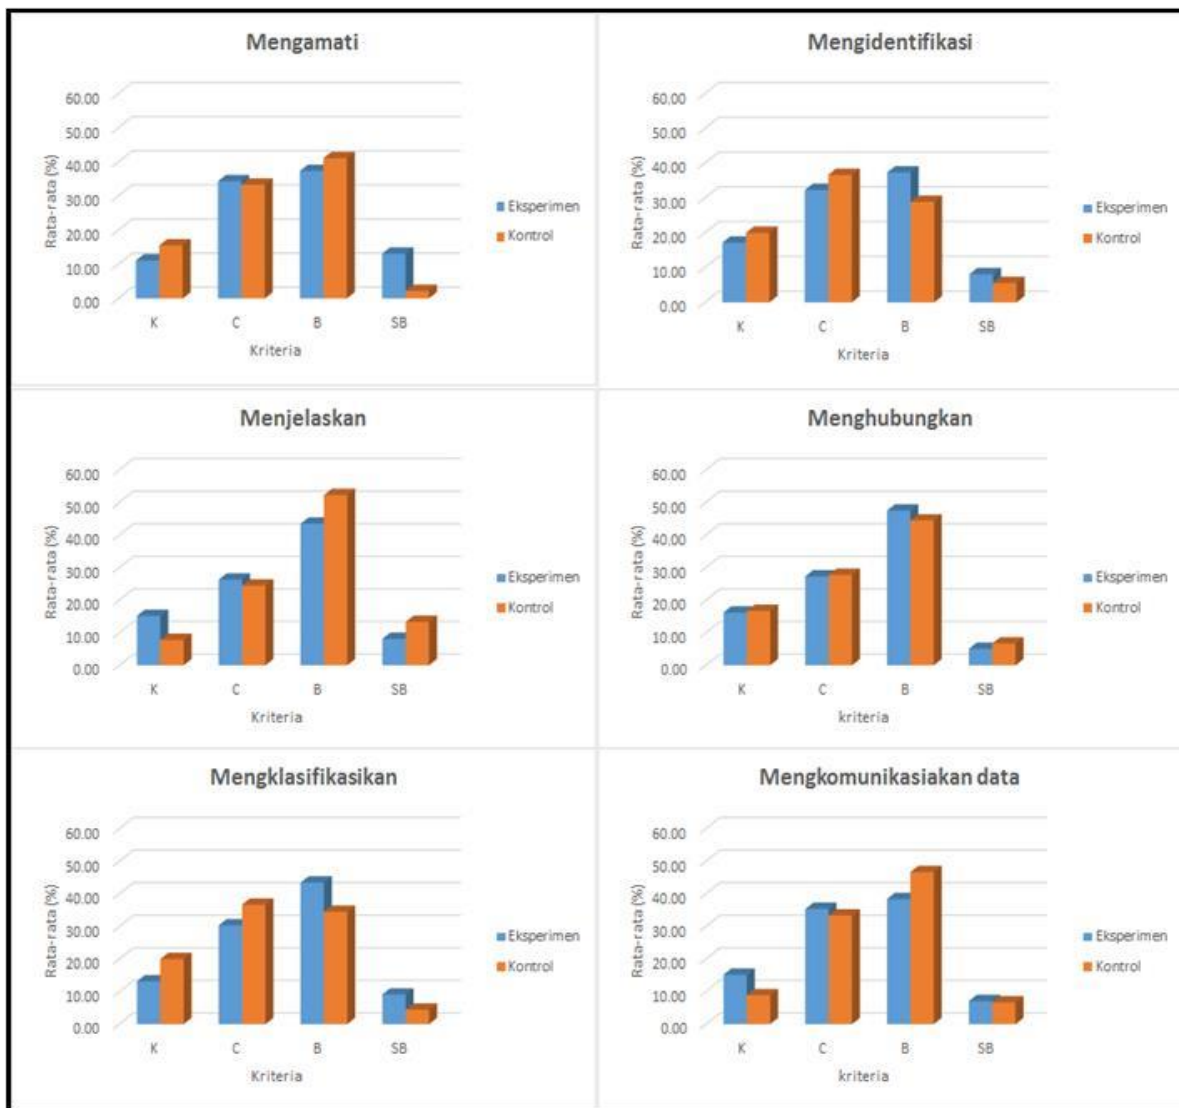 Mengamati
60.00
50.00
40.00
30.00
20.00
10.00
0.00
Rata-rata (%)
K C B SB
Kriteria
Eksperimen
Kontrol
Mengidentifikasi
60.00
50.00
40.00
30.00
20.00
10.00
0.00
Rata-rata (%)
K C B SB
Kriteria
Eksperimen
Kontrol
Menjelaskan
60.00
50.00
40.00
30.00
20.00
10.00
0.00
Rata-rata (%)
K C B SB
Kriteria
Eksperimen
Kontrol
Menghubungkan
60.00
50.00
40.00
30.00
20.00
10.00
0.00
Rata-rata (%)
K C B SB
kriteria
Eksperimen
Kontrol
Mengklasifikasikan
60.00
50.00
40.00
30.00
20.00
10.00
0.00
Rata-rata (%)
K C B SB
Kriteria
Eksperimen
Kontrol
Mengkomunikasiakan data
60.00
50.00
40.00
30.00
20.00
10.00
0.00
Rata-rata (%)
K C B SB
kriteria
Eksperimen
Kontrol